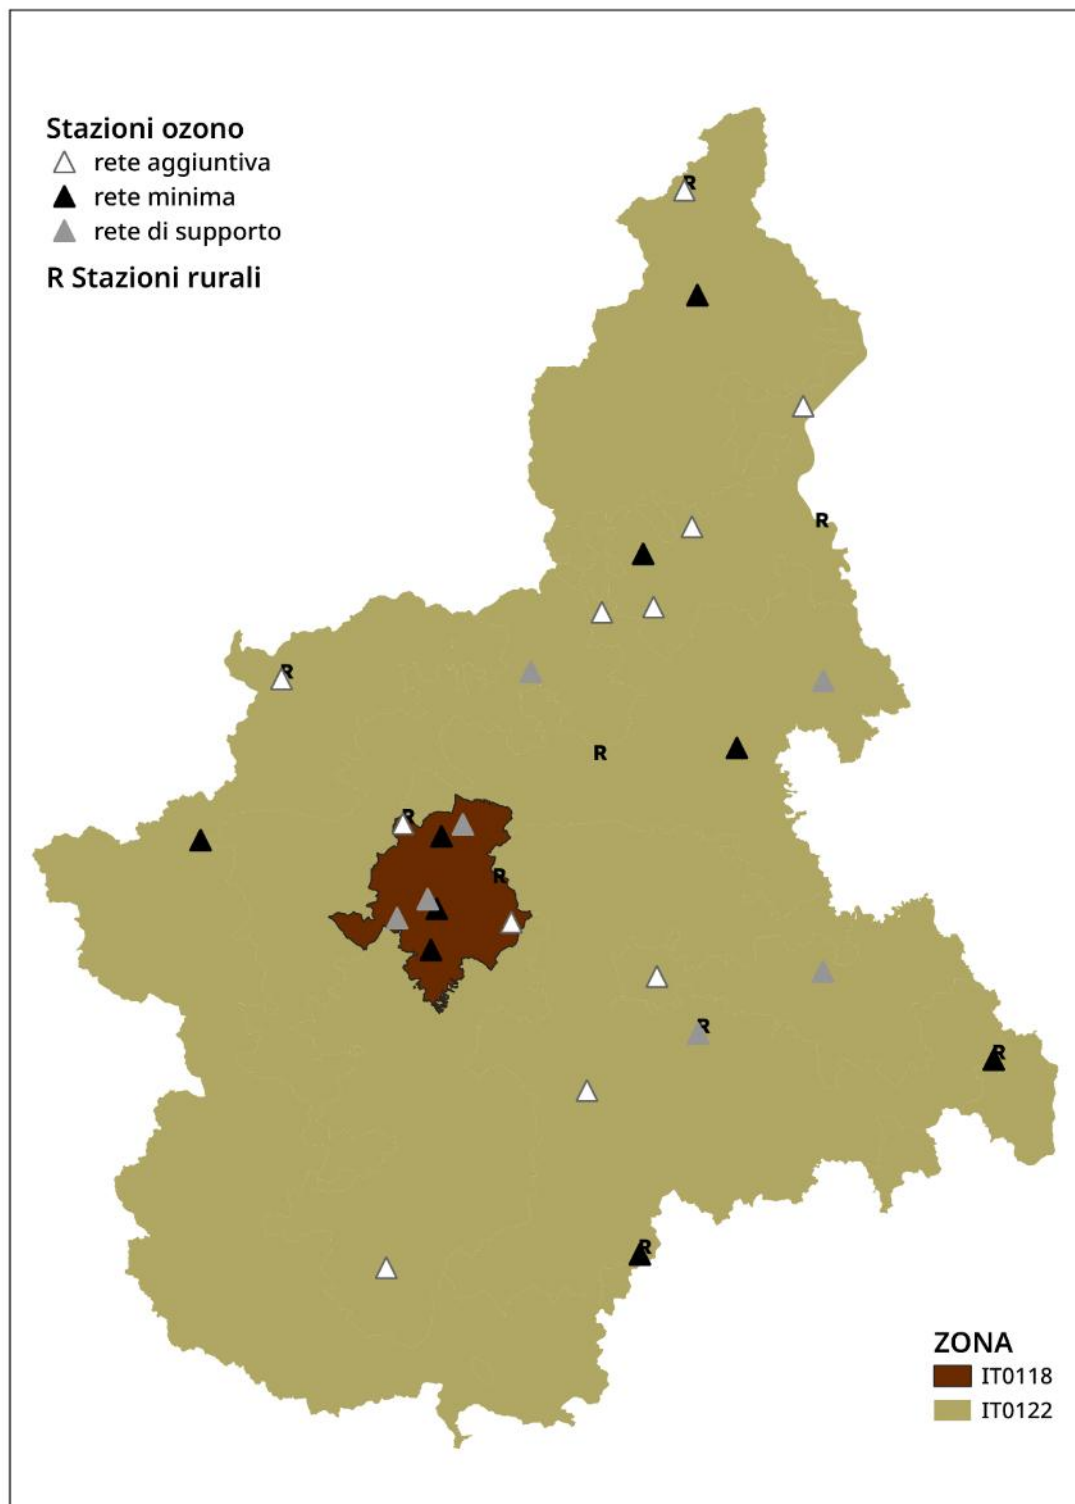 Stazioni ozono
rete aggiuntiva
rete minima
rete di supporto
R Stazioni rurali
R
R
R
R
R
R
R
R
R
ZONA
IT0118
IT0122